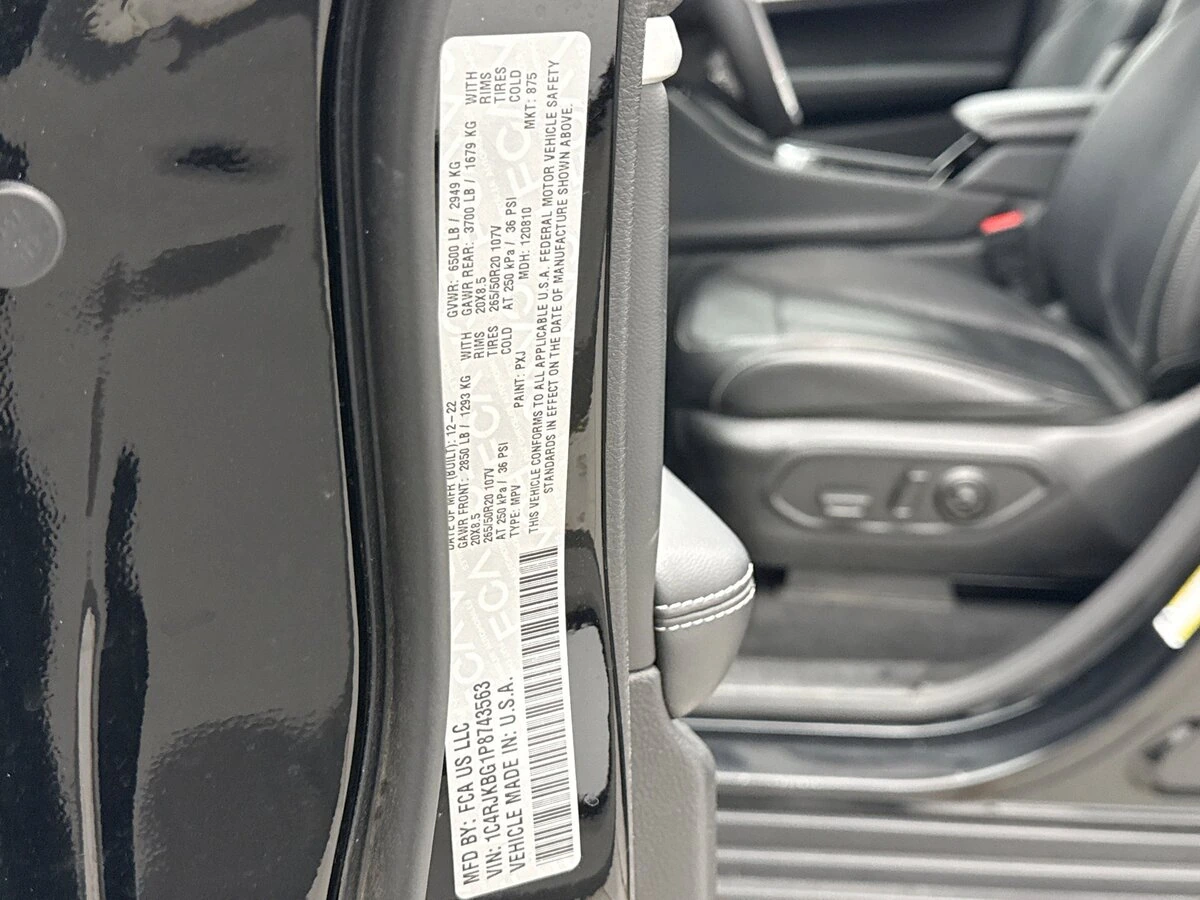 MFD BY: FCA US LLC
VIN: 1C4RJKBG1P8743563
VEHICLE MADE IN: U.S.A.
DATE OF MFR (BUILT): 12-22 GVWR: 6500 LB / 2949 KG
GAWR FRONT: 2850 LB / 1293 KG WITH GAWR REAR: 3700 LB / 1679 KG WITH
20X8.5 RIMS 20X8.5 RIMS
265/50R20 107V TIRES 265/50R20 107V TIRES
AT 250 kPa / 36 PSI COLD AT 250 kPa / 36 PSI COLD
TYPE: MPV PAINT: PXJ MDH: 120810 MKT: 875
THIS VEHICLE CONFORMS TO ALL APPLICABLE U.S.A. FEDERAL MOTOR VEHICLE SAFETY
STANDARDS IN EFFECT ON THE DATE OF MANUFACTURE SHOWN ABOVE.